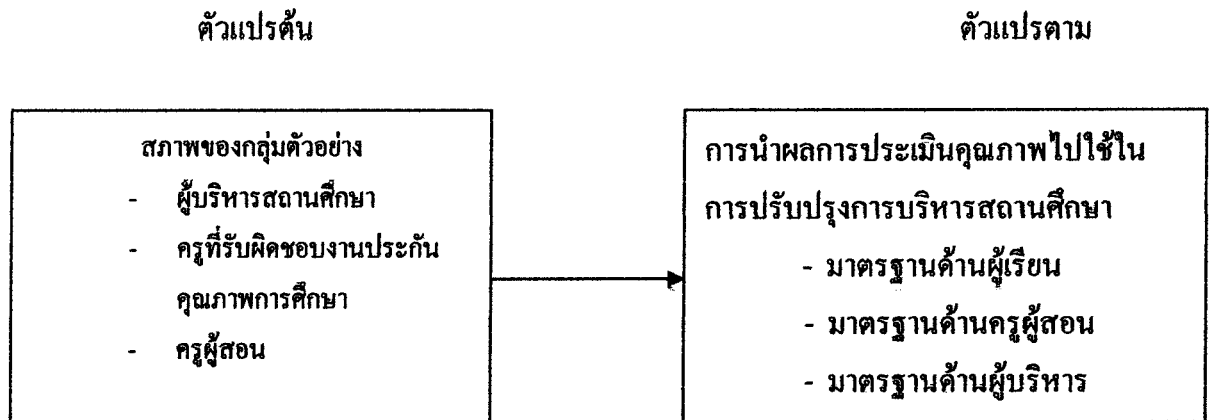 ตัวแปรต้น
ตัวแปรตาม
สภาพของกลุ่มตัวอย่าง
- ผู้บริหารสถานศึกษา
- ครูที่รับผิดชอบงานประกัน
คุณภาพการศึกษา
- ครูผู้สอน
การนำผลการประเมินคุณภาพไปใช้ใน
การปรับปรุงการบริหารสถานศึกษา
- มาตรฐานด้านผู้เรียน
- มาตรฐานด้านครูผู้สอน
- มาตรฐานด้านผู้บริหาร